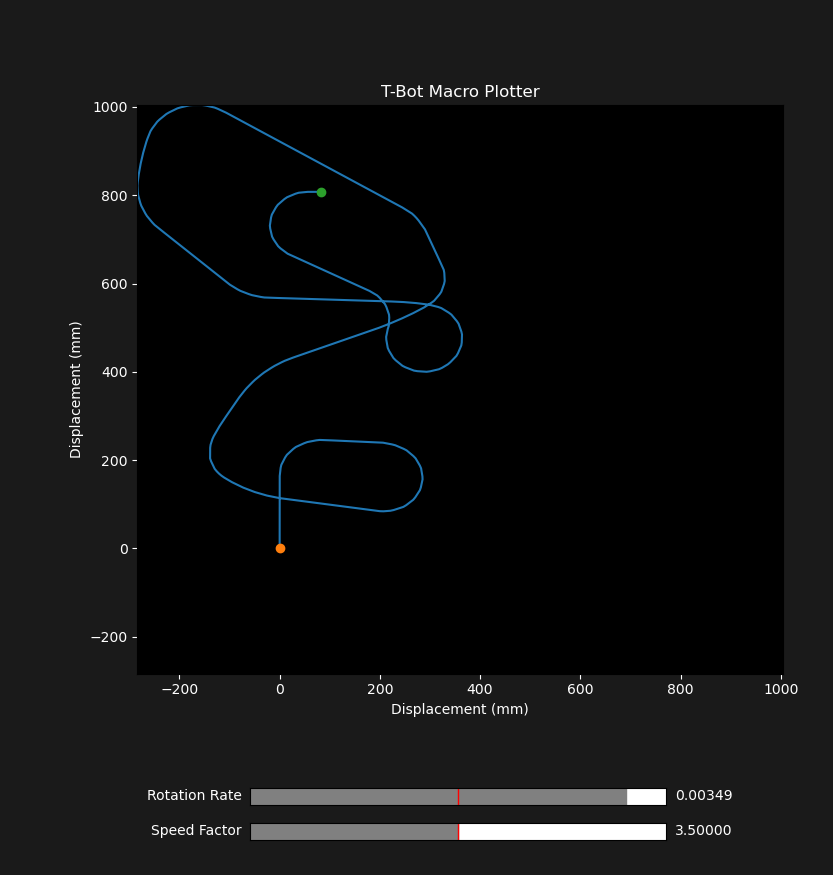 T-Bot Macro Plotter
1000
800
600
400
200
0
−200
Displacement (mm)
−200 0 200 400 600 800 1000
Displacement (mm)
Rotation Rate 0.00349
Speed Factor 3.50000